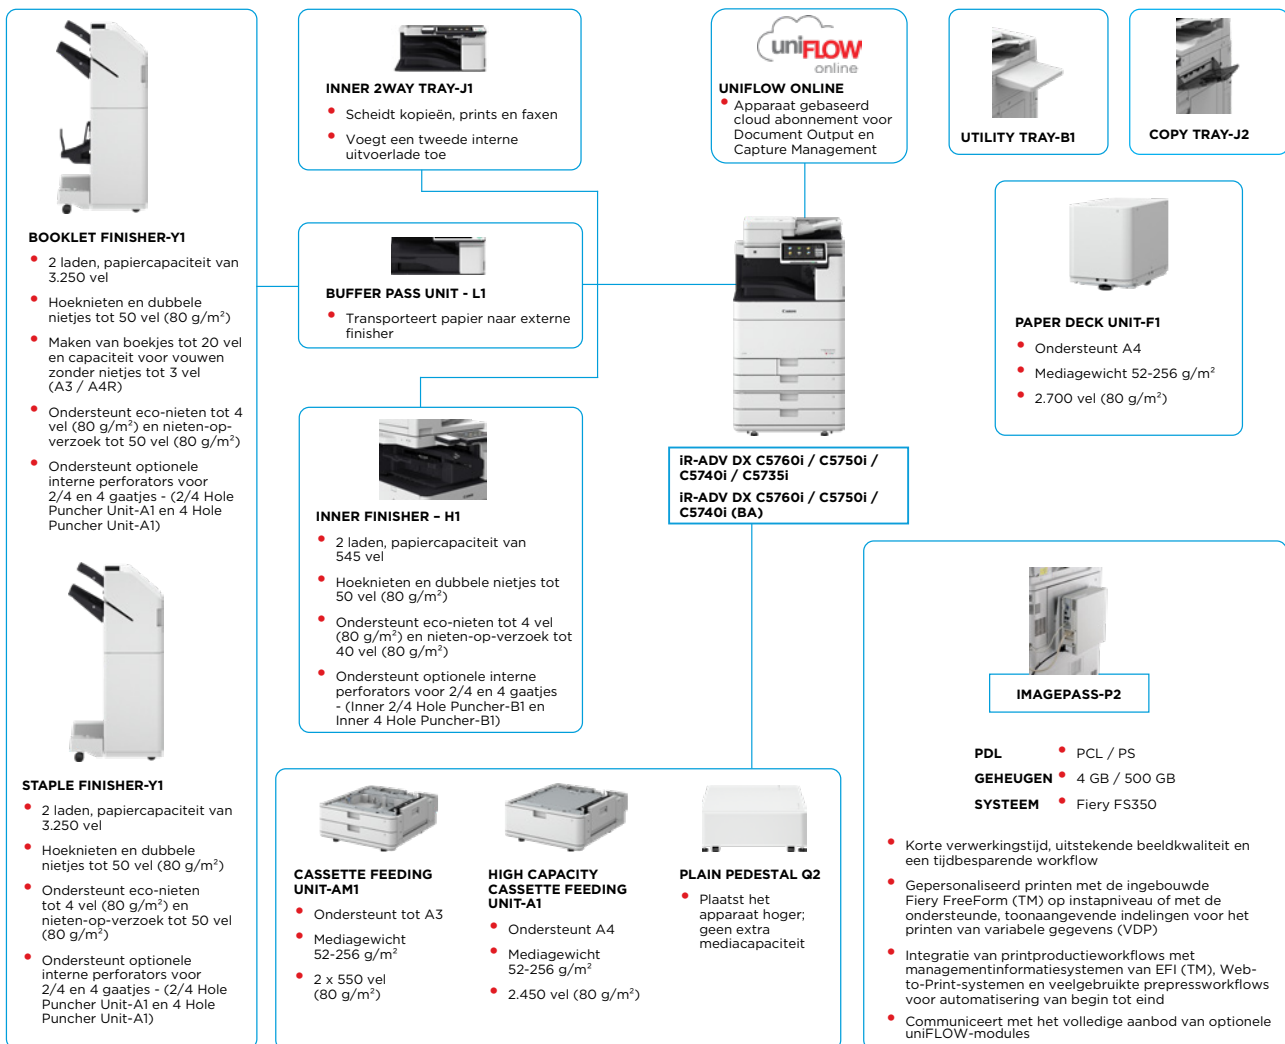 BOOKLET FINISHER-Y1
2 laden, papiercapaciteit van
3.250 vel
Hoeknieten en dubbele
nietjes tot 50 vel (80 g/m²)
Maken van boekjes tot 20 vel
en capaciteit voor vouwen
zonder nietjes tot 3 vel
(A3 / A4R)
Ondersteunt eco-nieten tot 4
vel (80 g/m²) en nieten-op-
verzoek tot 50 vel (80 g/m²)
Ondersteunt optionele
interne perforators voor
2/4 en 4 gaatjes - (2/4 Hole
Puncher Unit-A1 en 4 Hole
Puncher Unit-A1)
STAPLE FINISHER-Y1
2 laden, papiercapaciteit van
3.250 vel
Hoeknieten en dubbele
nietjes tot 50 vel (80 g/m²)
Ondersteunt eco-nieten
tot 4 vel (80 g/m²) en
nieten-op-verzoek tot 50 vel
(80 g/m²)
Ondersteunt optionele
interne perforators voor
2/4 en 4 gaatjes - (2/4 Hole
Puncher Unit-A1 en 4 Hole
Puncher Unit-A1)
INNER 2WAY TRAY-J1
Scheidt kopieën, prints en faxen
Voegt een tweede interne
uitvoerlade toe
BUFFER PASS UNIT - L1
Transporteert papier naar externe
finisher
INNER FINISHER – H1
2 laden, papiercapaciteit van
545 vel
Hoeknieten en dubbele nietjes tot
50 vel (80 g/m²)
Ondersteunt eco-nieten tot 4 vel
(80 g/m²) en nieten-op-verzoek tot
40 vel (80 g/m²)
Ondersteunt optionele interne
perforators voor 2/4 en 4 gaatjes
- (Inner 2/4 Hole Puncher-B1 en
Inner 4 Hole Puncher-B1)
uniFLOW
online
UNIFLOW ONLINE
Apparaat gebaseerd
cloud abonnement voor
Document Output en
Capture Management
Canon
iR-ADV DX C5760i / C5750i /
C5740i / C5735i
iR-ADV DX C5760i / C5750i /
C5740i (BA)
UTILITY TRAY-B1
COPY TRAY-J2
PAPER DECK UNIT-F1
Ondersteunt A4
Mediagewicht 52-256 g/m²
2.700 vel (80 g/m²)
CASSETTE FEEDING
UNIT-AM1
Ondersteunt tot A3
Mediagewicht
52-256 g/m²
2 x 550 vel
(80 g/m²)
HIGH CAPACITY
CASSETTE FEEDING
UNIT-A1
Ondersteunt A4
Mediagewicht
52-256 g/m²
2.450 vel (80 g/m²)
PLAIN PEDESTAL Q2
Plaatst het
apparaat hoger;
geen extra
mediacapaciteit
IMAGEPASS-P2
PDL PCL / PS
GEHEUGEN 4 GB / 500 GB
SYSTEEM Fiery FS350
Korte verwerkingstijd, uitstekende beeldkwaliteit en
een tijdbesparende workflow
Gepersonaliseerd printen met de ingebouwde
Fiery FreeForm (TM) op instapniveau of met de
ondersteunde, toonaangevende indelingen voor het
printen van variabele gegevens (VDP)
Integratie van printproductieworkflows met
managementinformatiesystemen van EFI (TM), Web-
to-Print-systemen en veelgebruikte prepressworkflows
voor automatisering van begin tot eind
Communiceert met het volledige aanbod van optionele
uniFLOW-modules